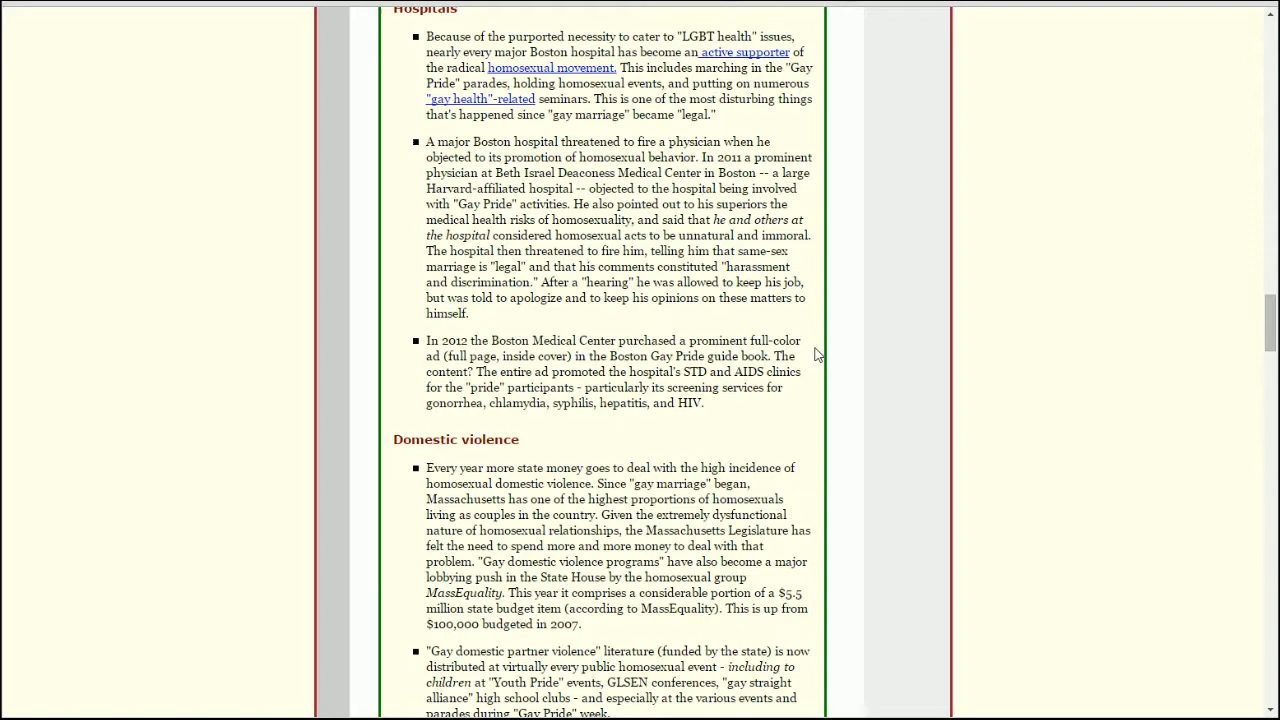 Hospitals
Because of the purported necessity to cater to "LGBT health" issues,
nearly every major Boston hospital has become an active supporter of
the radical homosexual movement. This includes marching in the "Gay
Pride" parades, holding homosexual events, and putting on numerous
"gay health"-related seminars. This is one of the most disturbing things
that's happened since "gay marriage" became "legal."
A major Boston hospital threatened to fire a physician when he
objected to its promotion of homosexual behavior. In 2011 a prominent
physician at Beth Israel Deaconess Medical Center in Boston -- a large
Harvard-affiliated hospital -- objected to the hospital being involved
with "Gay Pride" activities. He also pointed out to his superiors the
medical health risks of homosexuality, and said that he and others at
the hospital considered homosexual acts to be unnatural and immoral.
The hospital then threatened to fire him, telling him that same-sex
marriage is "legal" and that his comments constituted "harassment
and discrimination." After a "hearing" he was allowed to keep his job,
but was told to apologize and to keep his opinions on these matters to
himself.
In 2012 the Boston Medical Center purchased a prominent full-color
ad (full page, inside cover) in the Boston Gay Pride guide book. The
content? The entire ad promoted the hospital's STD and AIDS clinics
for the "pride" participants - particularly its screening services for
gonorrhea, chlamydia, syphilis, hepatitis, and HIV.
Domestic violence
Every year more state money goes to deal with the high incidence of
homosexual domestic violence. Since "gay marriage" began,
Massachusetts has one of the highest proportions of homosexuals
living as couples in the country. Given the extremely dysfunctional
nature of homosexual relationships, the Massachusetts Legislature has
felt the need to spend more and more money to deal with that
problem. "Gay domestic violence programs" have also become a major
lobbying push in the State House by the homosexual group
MassEquality. This year it comprises a considerable portion of a $5.5
million state budget item (according to MassEquality). This is up from
$100,000 budgeted in 2007.
"Gay domestic partner violence" literature (funded by the state) is now
distributed at virtually every public homosexual event - including to
children at "Youth Pride" events, GLSEN conferences, "gay straight
alliance" high school clubs - and especially at the various events and
parades during "Gay Pride" week.